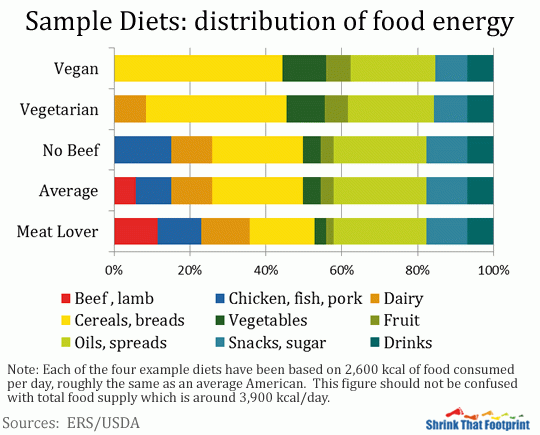 Sample Diets: distribution of food energy
Vegan
Vegetarian
No Beef
Average
Meat Lover
0% 20% 40% 60% 80% 100%
Beef, lamb Chicken, fish, pork Dairy
Cereals, breads Vegetables Fruit
Oils, spreads Snacks, sugar Drinks
Note: Each of the four example diets have been based on 2,600 kcal of food consumed
per day, roughly the same as an average American. This figure should not be confused
with total food supply which is around 3,900 kcal/day.
Sources: ERS/USDA
Shrink That Footprint